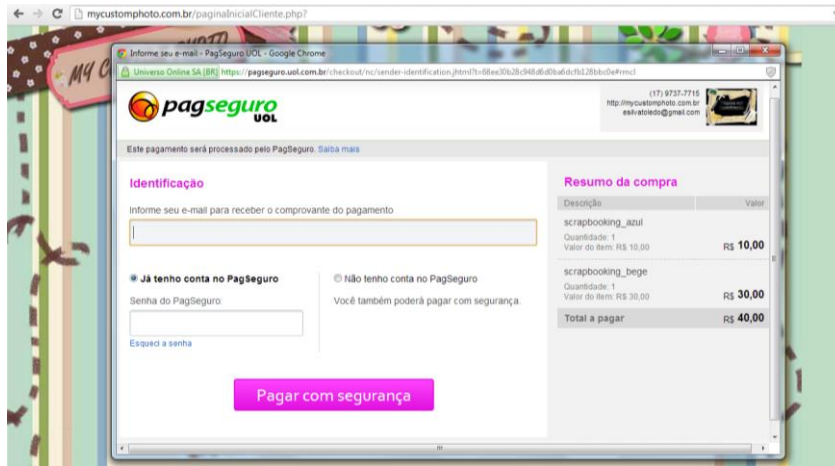 mycustomphoto.com.br/paginaInicialCliente.php?
MY C
Informe seu e-mail - PagSeguro UOL - Google Chrome
Universo Online SA [BR] https://pagseguro.uol.com.br/checkout/nc/sender-identification.jhtml?
pagseguro
UOL
(17) 9737-7715
http://mycustomphoto.com.br
esilvatoledo@gmail.com
Este pagamento será processado pelo PagSeguro. Saiba mais
Identificação
Informe seu e-mail para receber o comprovante do pagamento
Já tenho conta no PagSeguro
Não tenho conta no PagSeguro
Senha do PagSeguro:
Você também poderá pagar com segurança.
Esqueci a senha
Pagar com segurança
Resumo da compra
Descrição Valor
scrapbooking_azul
Quantidade: 1
Valor do item: R$ 10,00 R$ 10,00
scrapbooking_bege
Quantidade: 1
Valor do item: R$ 30,00 R$ 30,00
Total a pagar R$ 40,00